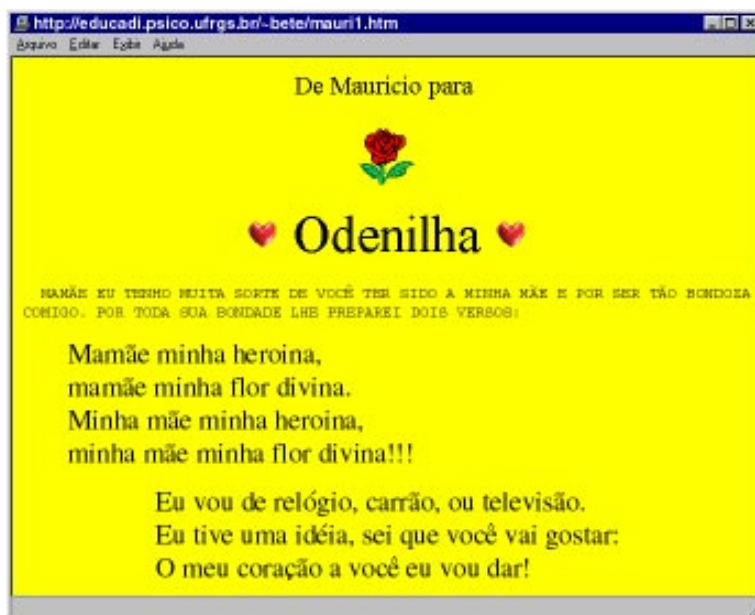 http://educadi.psico.ufrgs.br/~bete/mauri1.htm
Arquivo Editar Exibir Ajuda
De Mauricio para
Odenilha
MAMÃE EU TENHO MUITA SORTE DE VOCÊ TER SIDO A MINHA MÃE E POR SER TÃO BONDOZA
COMIGO. POR TODA SUA BONDADE LHE PREPAREI DOIS VERSOS:
Mamãe minha heroina,
mamãe minha flor divina.
Minha mãe minha heroina,
minha mãe minha flor divina!!!
Eu vou de relógio, carrão, ou televisão.
Eu tive uma idéia, sei que você vai gostar:
O meu coração a você eu vou dar!